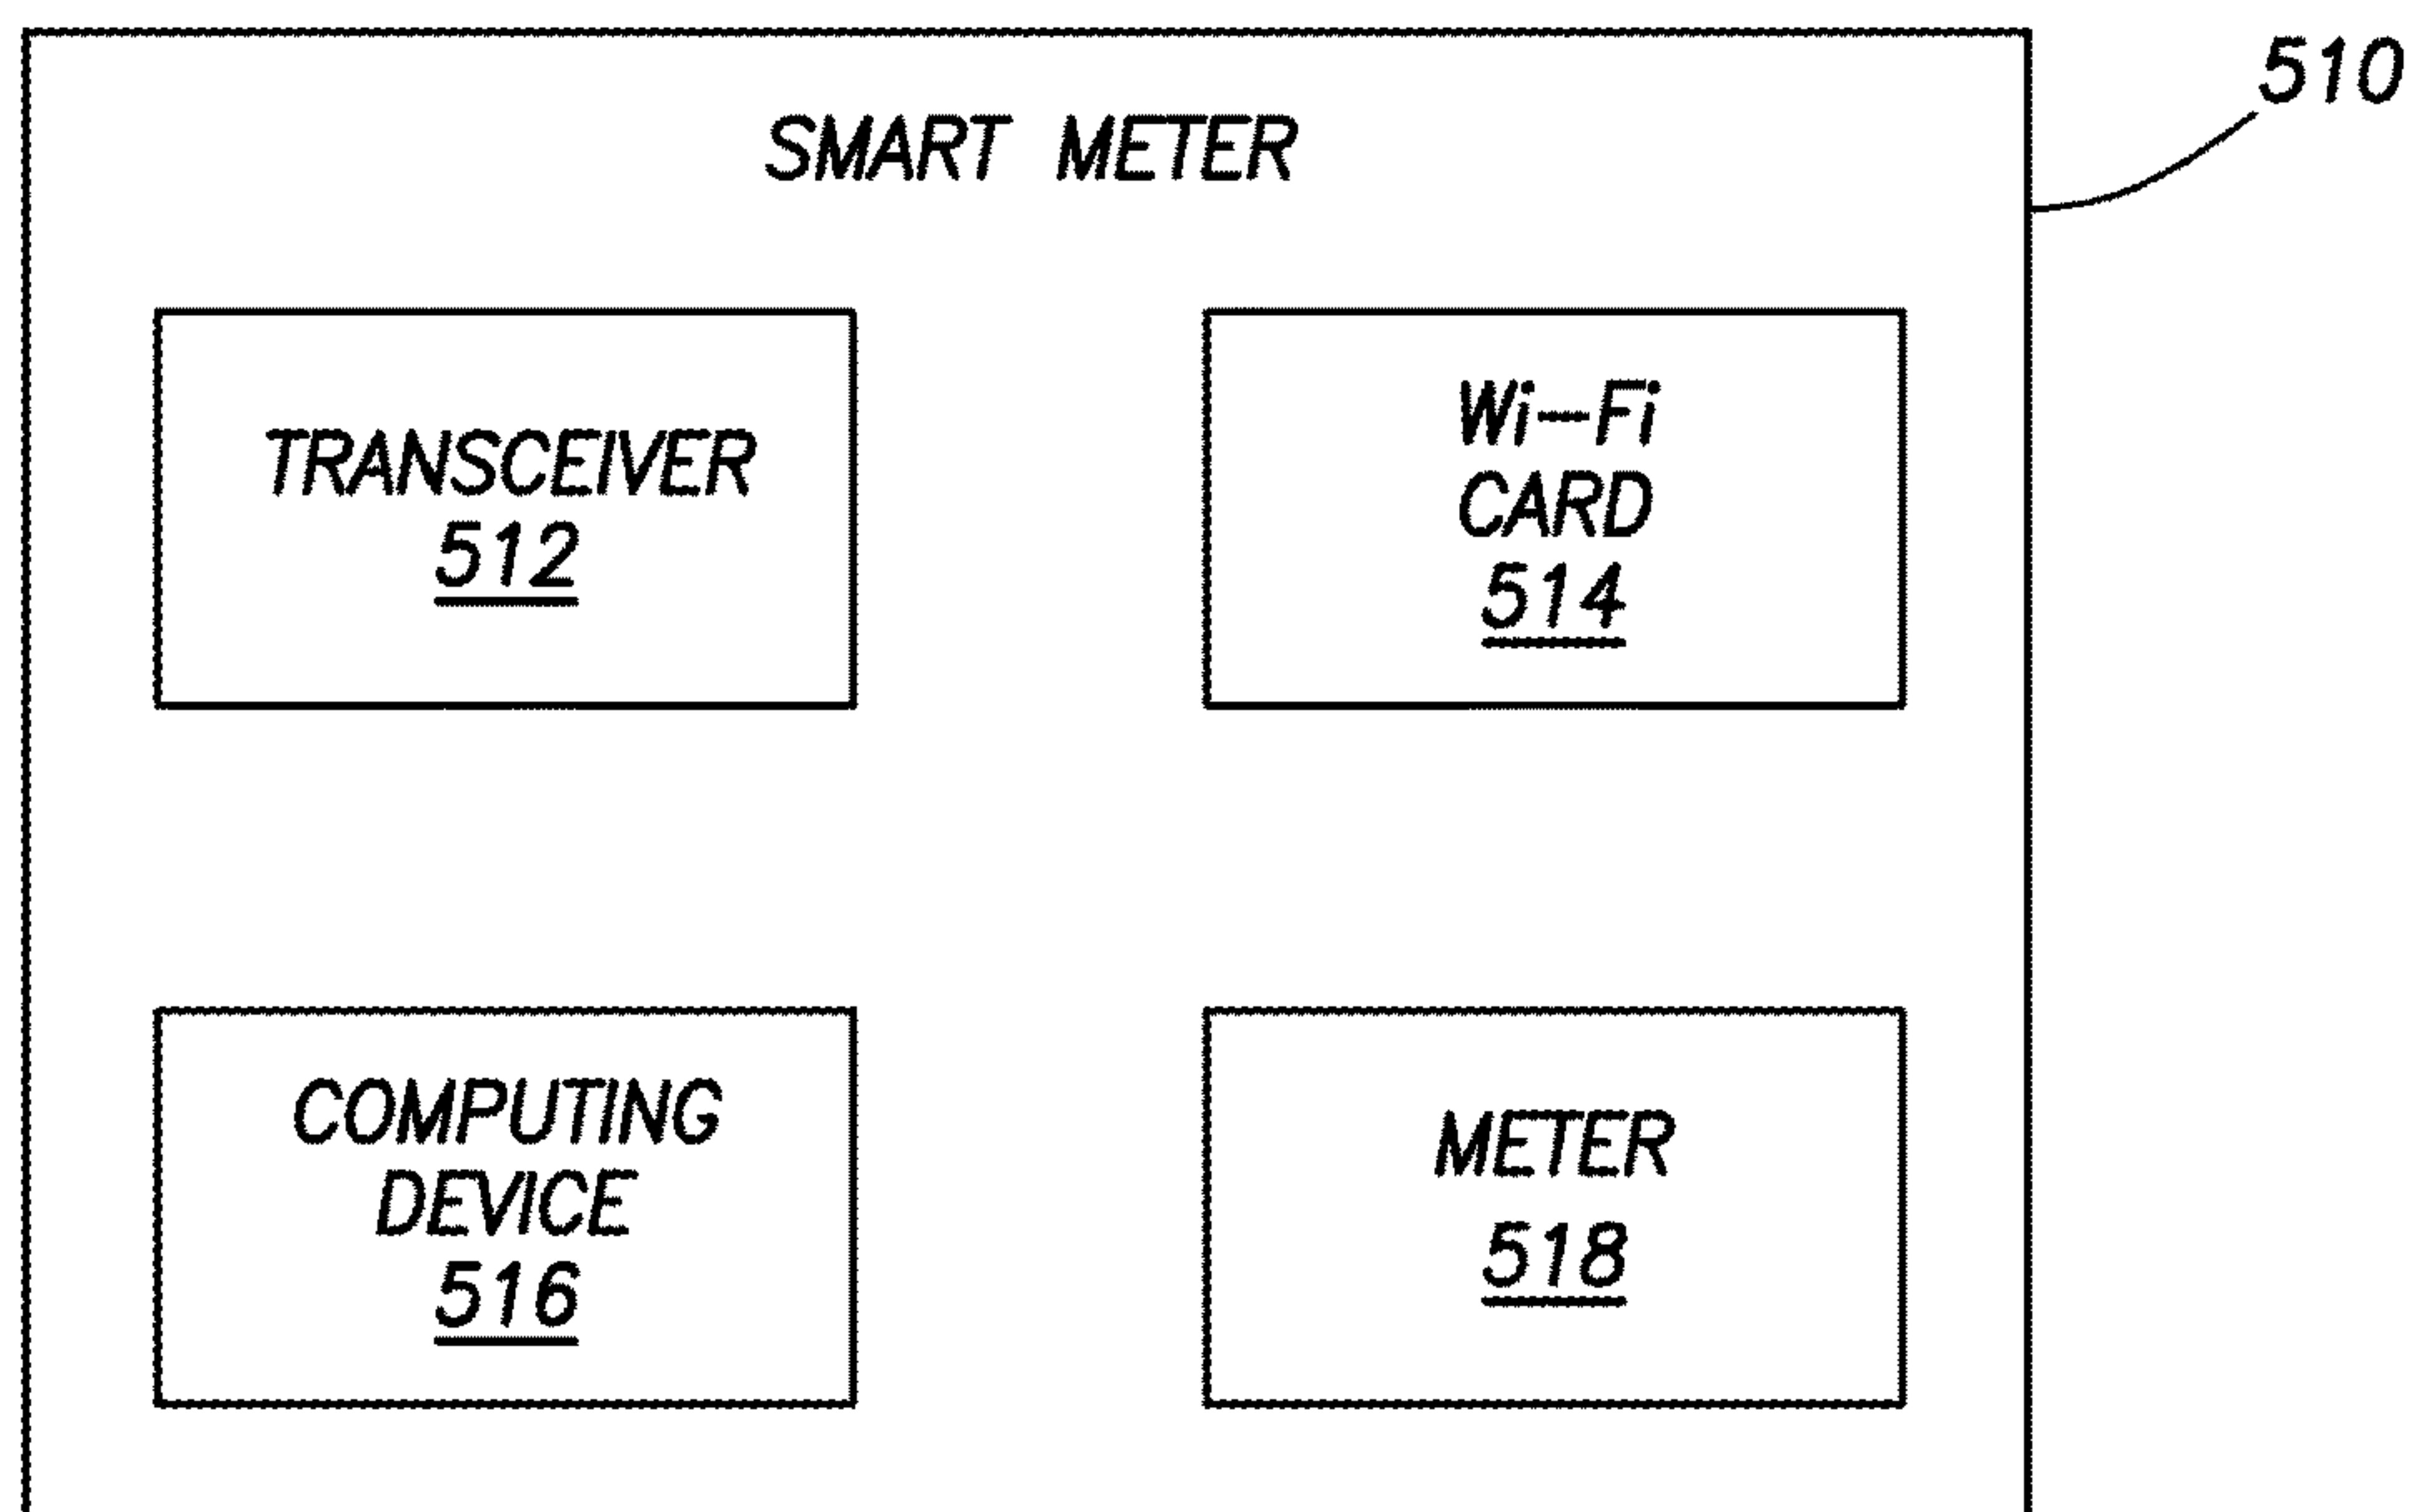 510
SMART METER
TRANSCEIVER
512
Wi-Fi
CARD
514
COMPUTING
DEVICE
516
METER
518